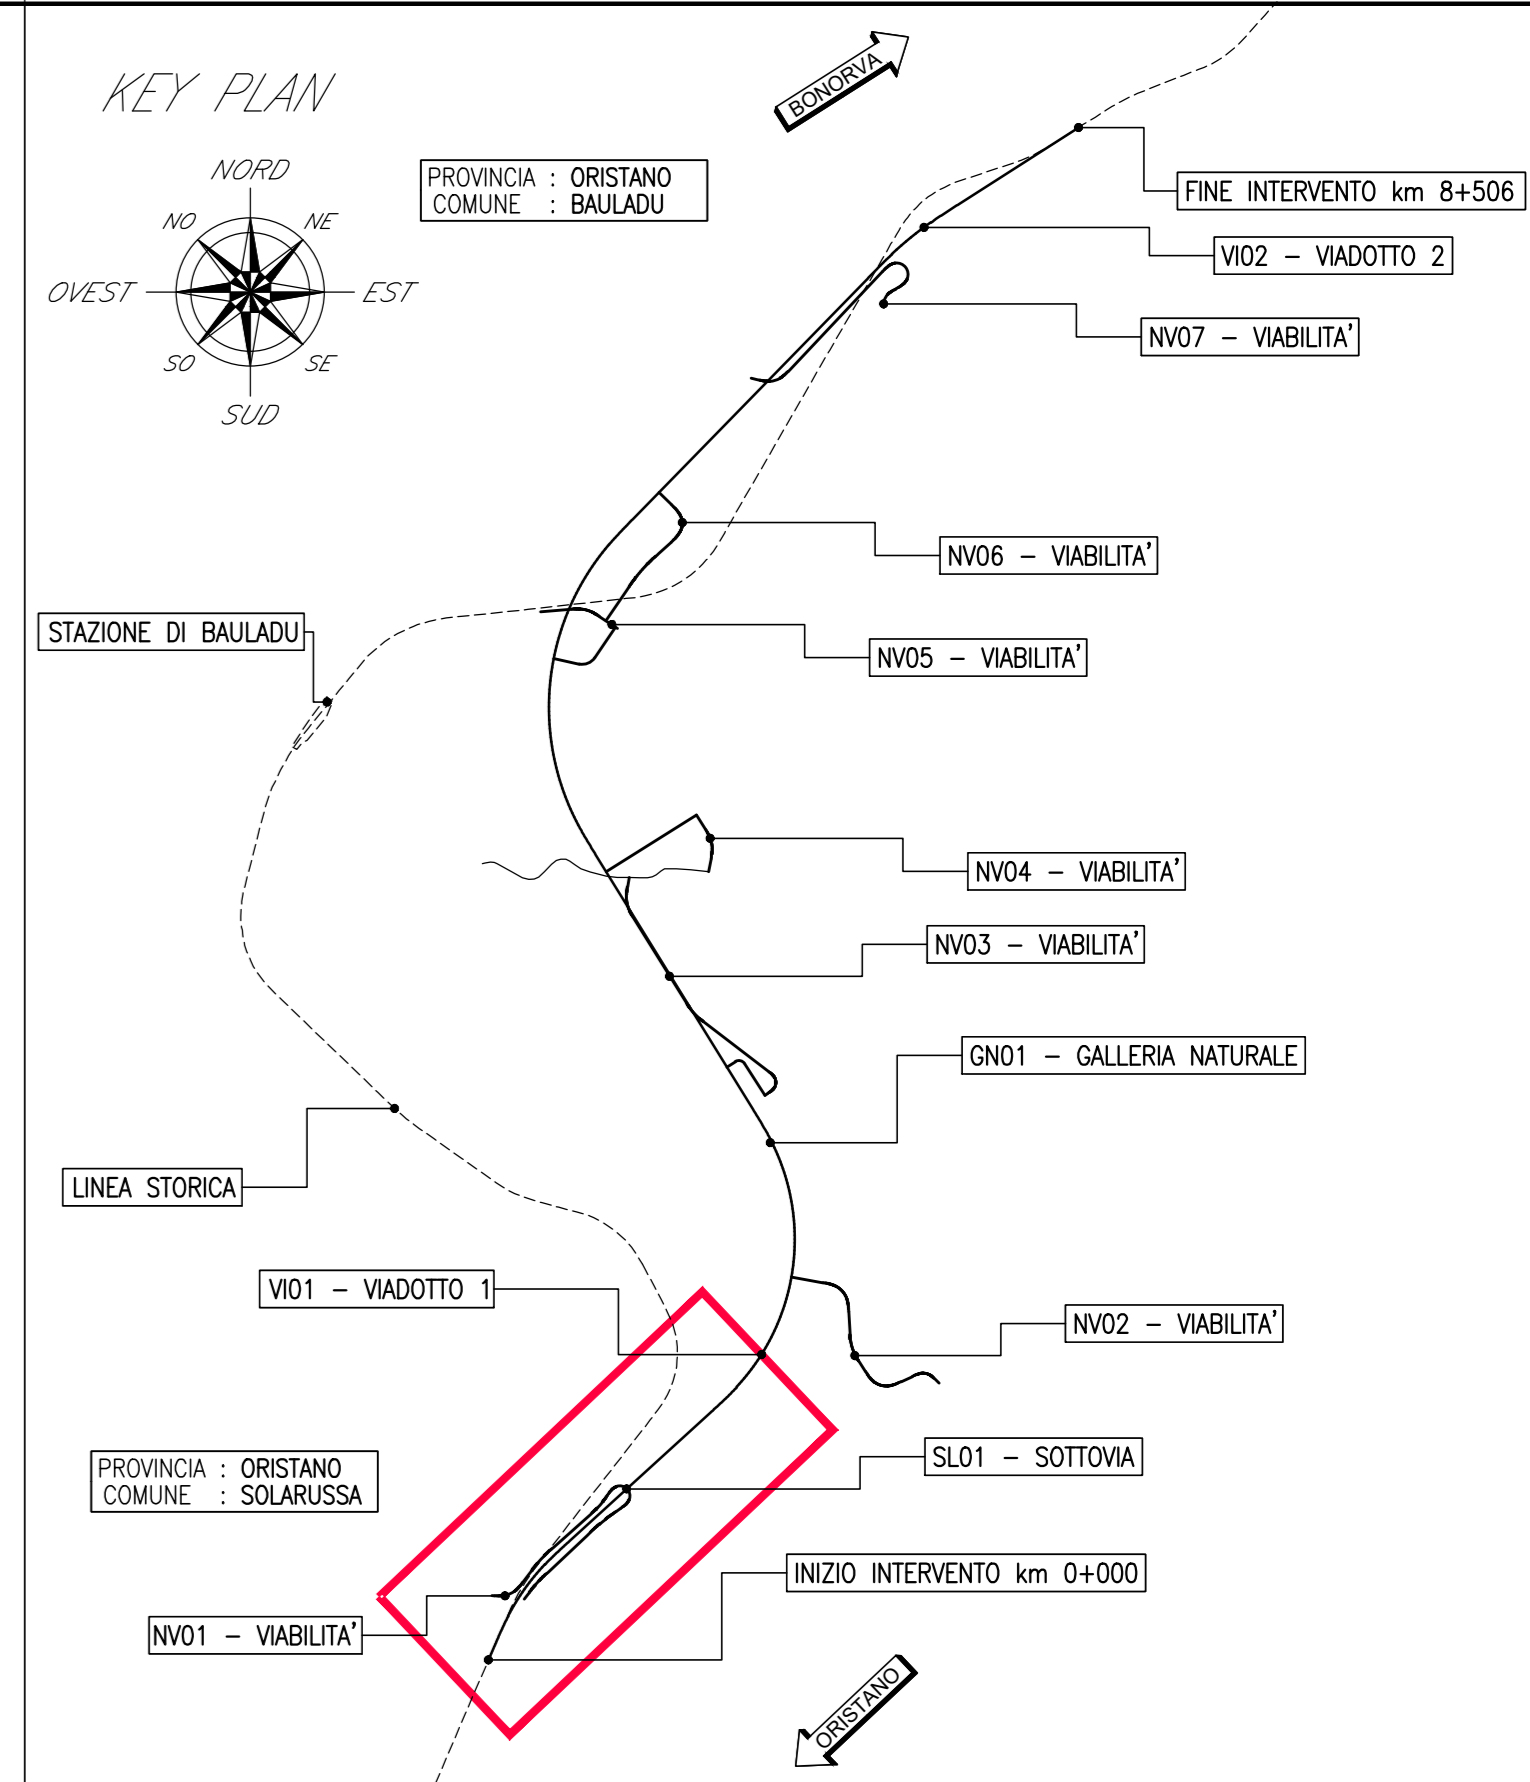 KEY PLAN
BONORVA
NORD
NO
NE
OVEST
EST
SO
SE
SUD
PROVINCIA : ORISTANO
COMUNE : BAULADU
FINE INTERVENTO km 8+506
VI02 - VIADOTTO 2
NV07 - VIABILITA'
NV06 - VIABILITA'
STAZIONE DI BAULADU
NV05 - VIABILITA'
NV04 - VIABILITA'
NV03 - VIABILITA'
GN01 - GALLERIA NATURALE
LINEA STORICA
VI01 - VIADOTTO 1
NV02 - VIABILITA'
SL01 - SOTTOVIA
PROVINCIA : ORISTANO
COMUNE : SOLARUSSA
INIZIO INTERVENTO km 0+000
NV01 - VIABILITA'
ORISTANO